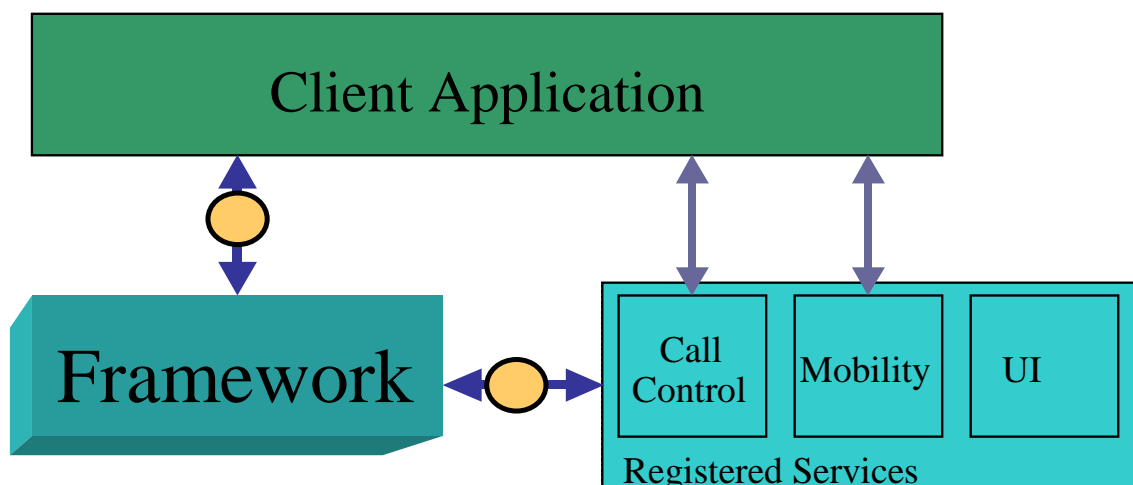 Client Application
Framework
Call
Control
Mobility
UI
Registered Services